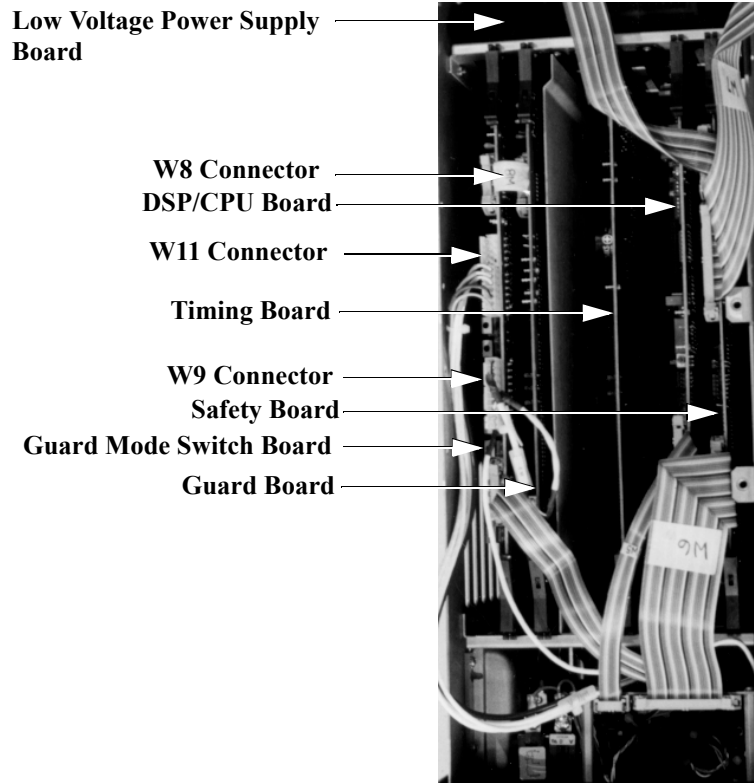 Low Voltage Power Supply
Board
W8 Connector
DSP/CPU Board
W11 Connector
Timing Board
W9 Connector
Safety Board
Guard Mode Switch Board
Guard Board
W6